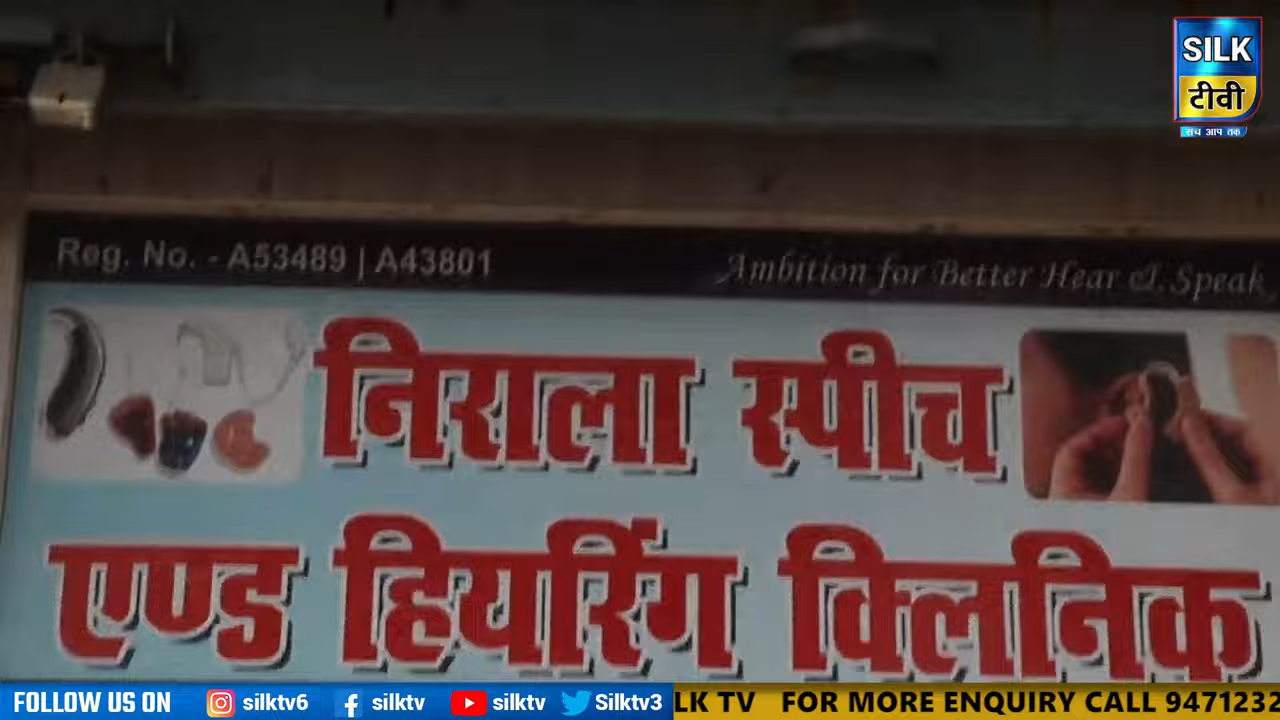 SILK
टीवी
सच आप तक
Reg. No. - A53489 | A43801
Ambition for Better Hear & Speak
निराला स्पीच
एण्ड हियरिंग क्लिनिक
FOLLOW US ON silktv6 silktv silktv Silktv3 LK TV FOR MORE ENQUIRY CALL 9471232